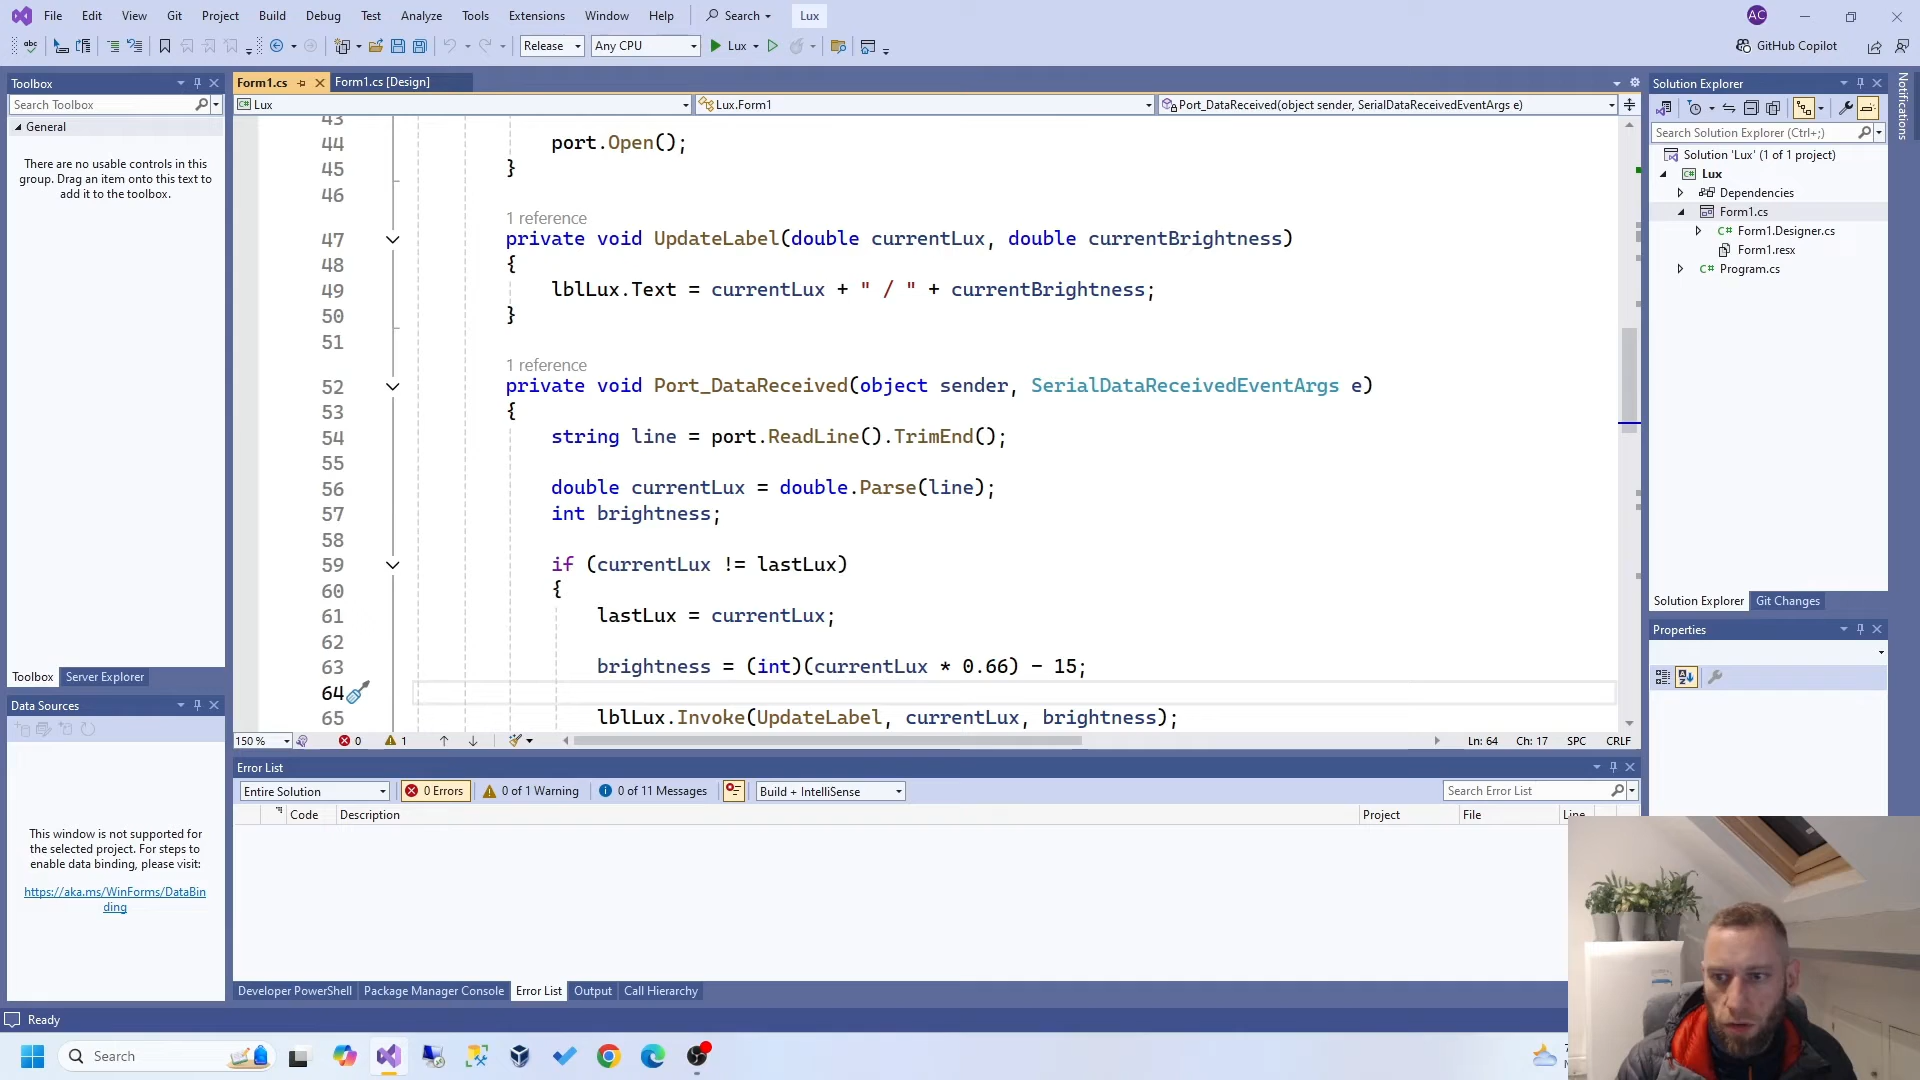 File Edit View Git Project Build Debug Test Analyze Tools Extensions Window Help Search Lux AC
abc Release Any CPU Lux GitHub Copilot
Toolbox
Search Toolbox
General
There are no usable controls in this
group. Drag an item onto this text to
add it to the toolbox.
Toolbox Server Explorer
Data Sources
This window is not supported for
the selected project. For steps to
enable data binding, please visit:
https://aka.ms/WinForms/DataBin
ding
Form1.cs Form1.cs [Design]
C# Lux Lux.Form1 Port_DataReceived(object sender, SerialDataReceivedEventArgs e)
43
44 port.Open();
45 }
46
1 reference
47 private void UpdateLabel(double currentLux, double currentBrightness)
48 {
49 lblLux.Text = currentLux + " / " + currentBrightness;
50 }
51
1 reference
52 private void Port_DataReceived(object sender, SerialDataReceivedEventArgs e)
53 {
54 string line = port.ReadLine().TrimEnd();
55
56 double currentLux = double.Parse(line);
57 int brightness;
58
59 if (currentLux != lastLux)
60 {
61 lastLux = currentLux;
62
63 brightness = (int)(currentLux * 0.66) - 15;
64
65 lblLux.Invoke(UpdateLabel, currentLux, brightness);
150 % 0 1 Ln: 64 Ch: 17 SPC CRLF
Error List
Entire Solution 0 Errors 0 of 1 Warning 0 of 11 Messages Build + IntelliSense Search Error List
Code Description Project File Line
Developer PowerShell Package Manager Console Error List Output Call Hierarchy
Solution Explorer
Search Solution Explorer (Ctrl+;)
Solution 'Lux' (1 of 1 project)
C# Lux
Dependencies
Form1.cs
C# Form1.Designer.cs
Form1.resx
C# Program.cs
Solution Explorer Git Changes
Properties
Notifications
Ready
Search